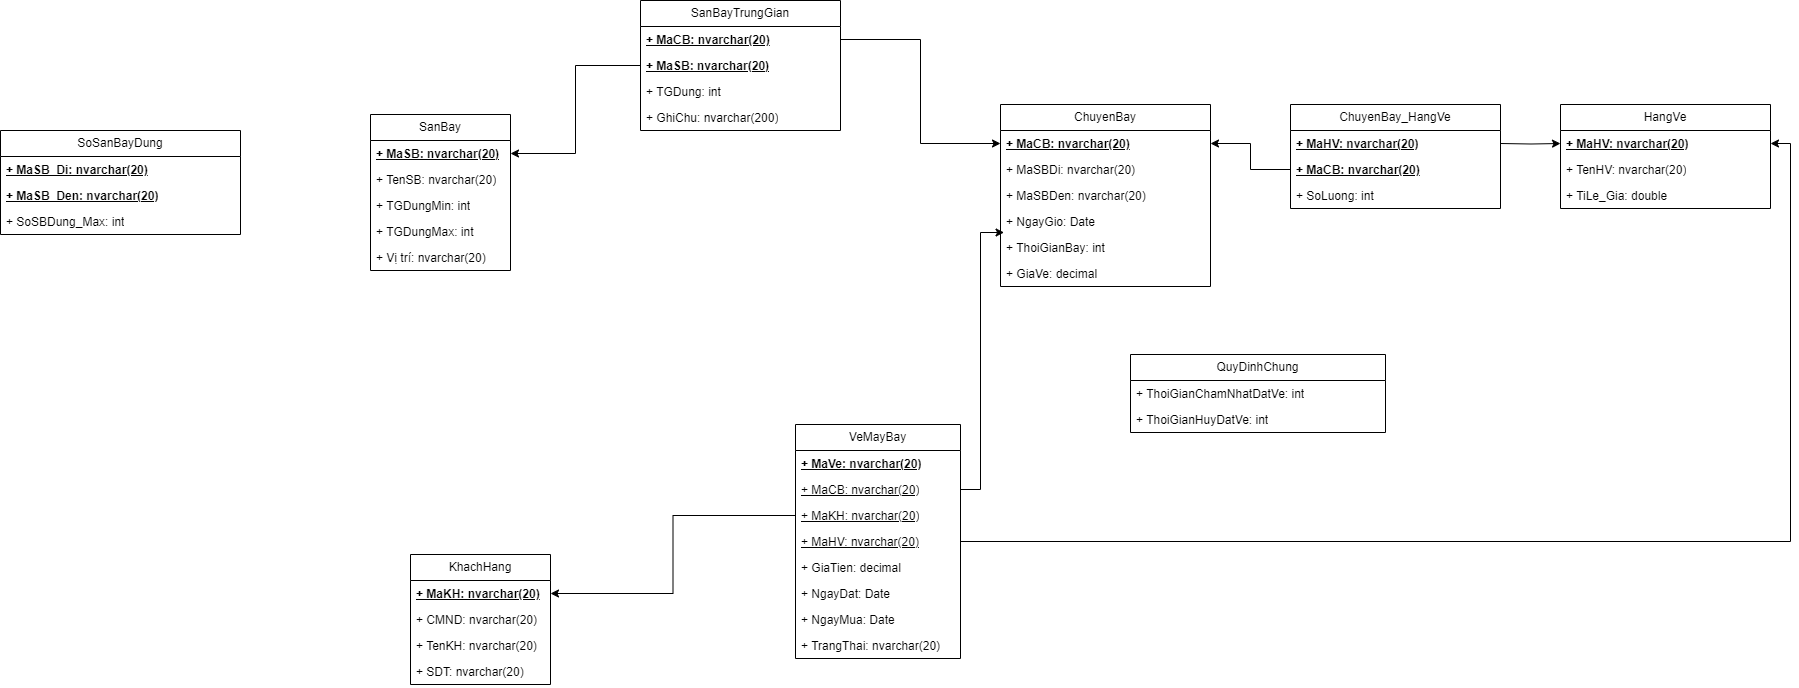 SanBayTrungGian
+ MaCB: nvarchar(20)
+ MaSB: nvarchar(20)
+ TGDung: int
+ GhiChu: nvarchar(200)
SoSanBayDung
+ MaSB_Di: nvarchar(20)
+ MaSB_Den: nvarchar(20)
+ SoSBDung_Max: int
SanBay
+ MaSB: nvarchar(20)
+ TenSB: nvarchar(20)
+ TGDungMin: int
+ TGDungMax: int
+ Vị trí: nvarchar(20)
ChuyenBay
+ MaCB: nvarchar(20)
+ MaSBDi: nvarchar(20)
+ MaSBDen: nvarchar(20)
+ NgayGio: Date
+ ThoiGianBay: int
+ GiaVe: decimal
ChuyenBay_HangVe
+ MaHV: nvarchar(20)
+ MaCB: nvarchar(20)
+ SoLuong: int
HangVe
+ MaHV: nvarchar(20)
+ TenHV: nvarchar(20)
+ TiLe_Gia: double
QuyDinhChung
+ ThoiGianChamNhatDatVe: int
+ ThoiGianHuyDatVe: int
VeMayBay
+ MaVe: nvarchar(20)
+ MaCB: nvarchar(20)
+ MaKH: nvarchar(20)
+ MaHV: nvarchar(20)
+ GiaTien: decimal
+ NgayDat: Date
+ NgayMua: Date
+ TrangThai: nvarchar(20)
KhachHang
+ MaKH: nvarchar(20)
+ CMND: nvarchar(20)
+ TenKH: nvarchar(20)
+ SDT: nvarchar(20)